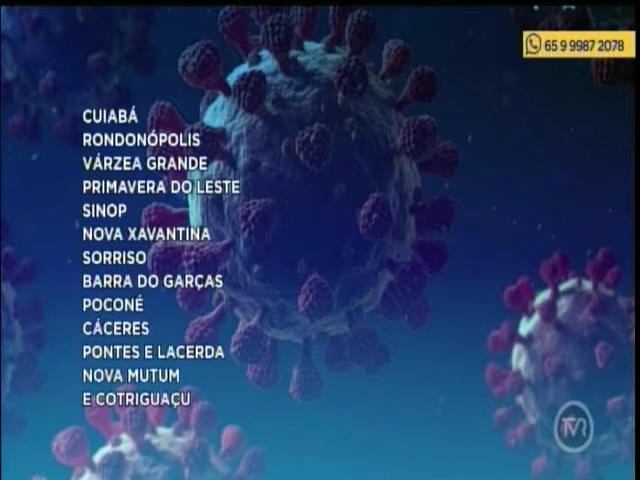 65 9 9987 2078
CUIABÁ
RONDONÓPOLIS
VÁRZEA GRANDE
PRIMAVERA DO LESTE
SINOP
NOVA XAVANTINA
SORRISO
BARRA DO GARÇAS
POCONÉ
CÁCERES
PONTES E LACERDA
NOVA MUTUM
E COTRIGUAÇU
TVR